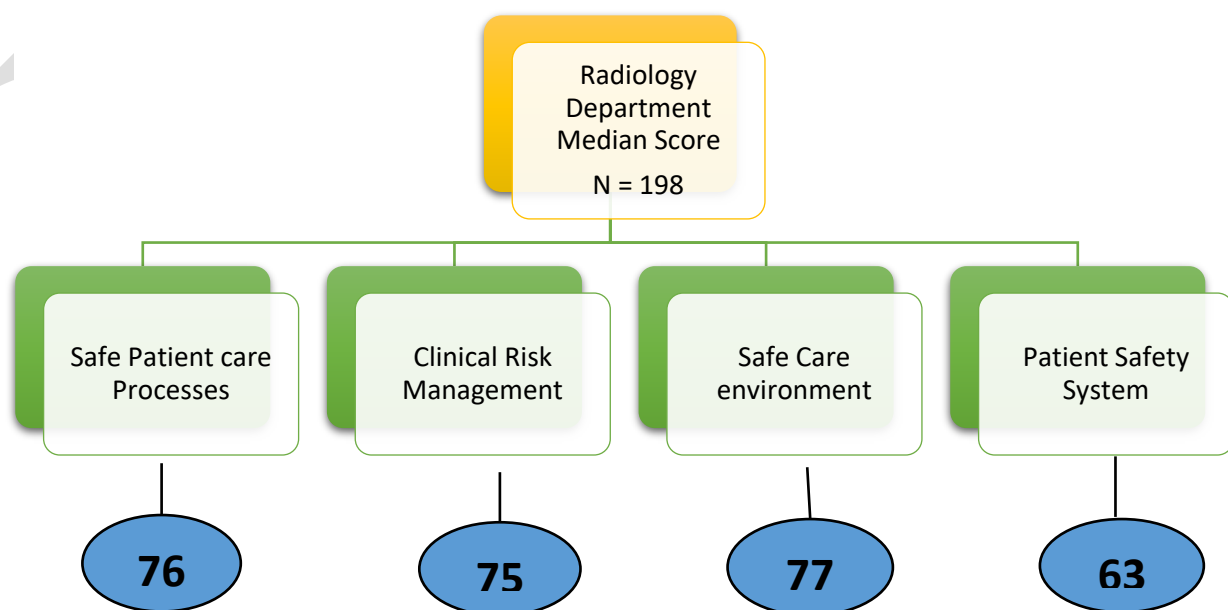 Radiology
Department
Median Score
N = 198
Safe Patient care
Processes
Clinical Risk
Management
Safe Care
environment
Patient Safety
System
76
75
77
63